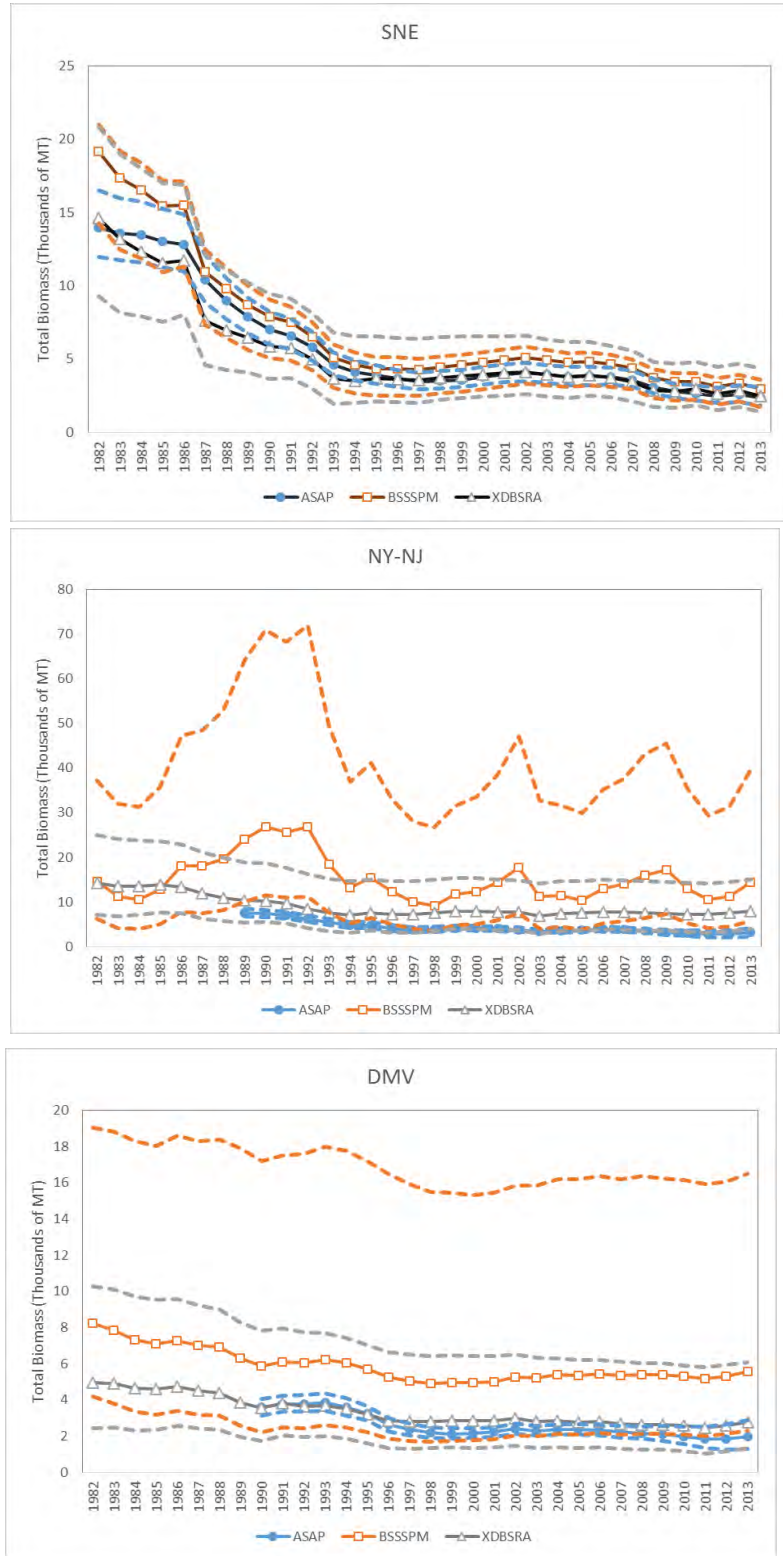 SNE
Total Biomass (Thousands of MT)
25
20
15
10
5
0
1982 1983 1984 1985 1986 1987 1988 1989 1990 1991 1992 1993 1994 1995 1996 1997 1998 1999 2000 2001 2002 2003 2004 2005 2006 2007 2008 2009 2010 2011 2012 2013
ASAP BSSSPM XDBSRA
NY-NJ
Total Biomass (Thousands of MT)
80
70
60
50
40
30
20
10
0
1982 1983 1984 1985 1986 1987 1988 1989 1990 1991 1992 1993 1994 1995 1996 1997 1998 1999 2000 2001 2002 2003 2004 2005 2006 2007 2008 2009 2010 2011 2012 2013
ASAP BSSSPM XDBSRA
DMV
Total Biomass (Thousands of MT)
20
18
16
14
12
10
8
6
4
2
0
1982 1983 1984 1985 1986 1987 1988 1989 1990 1991 1992 1993 1994 1995 1996 1997 1998 1999 2000 2001 2002 2003 2004 2005 2006 2007 2008 2009 2010 2011 2012 2013
ASAP BSSSPM XDBSRA